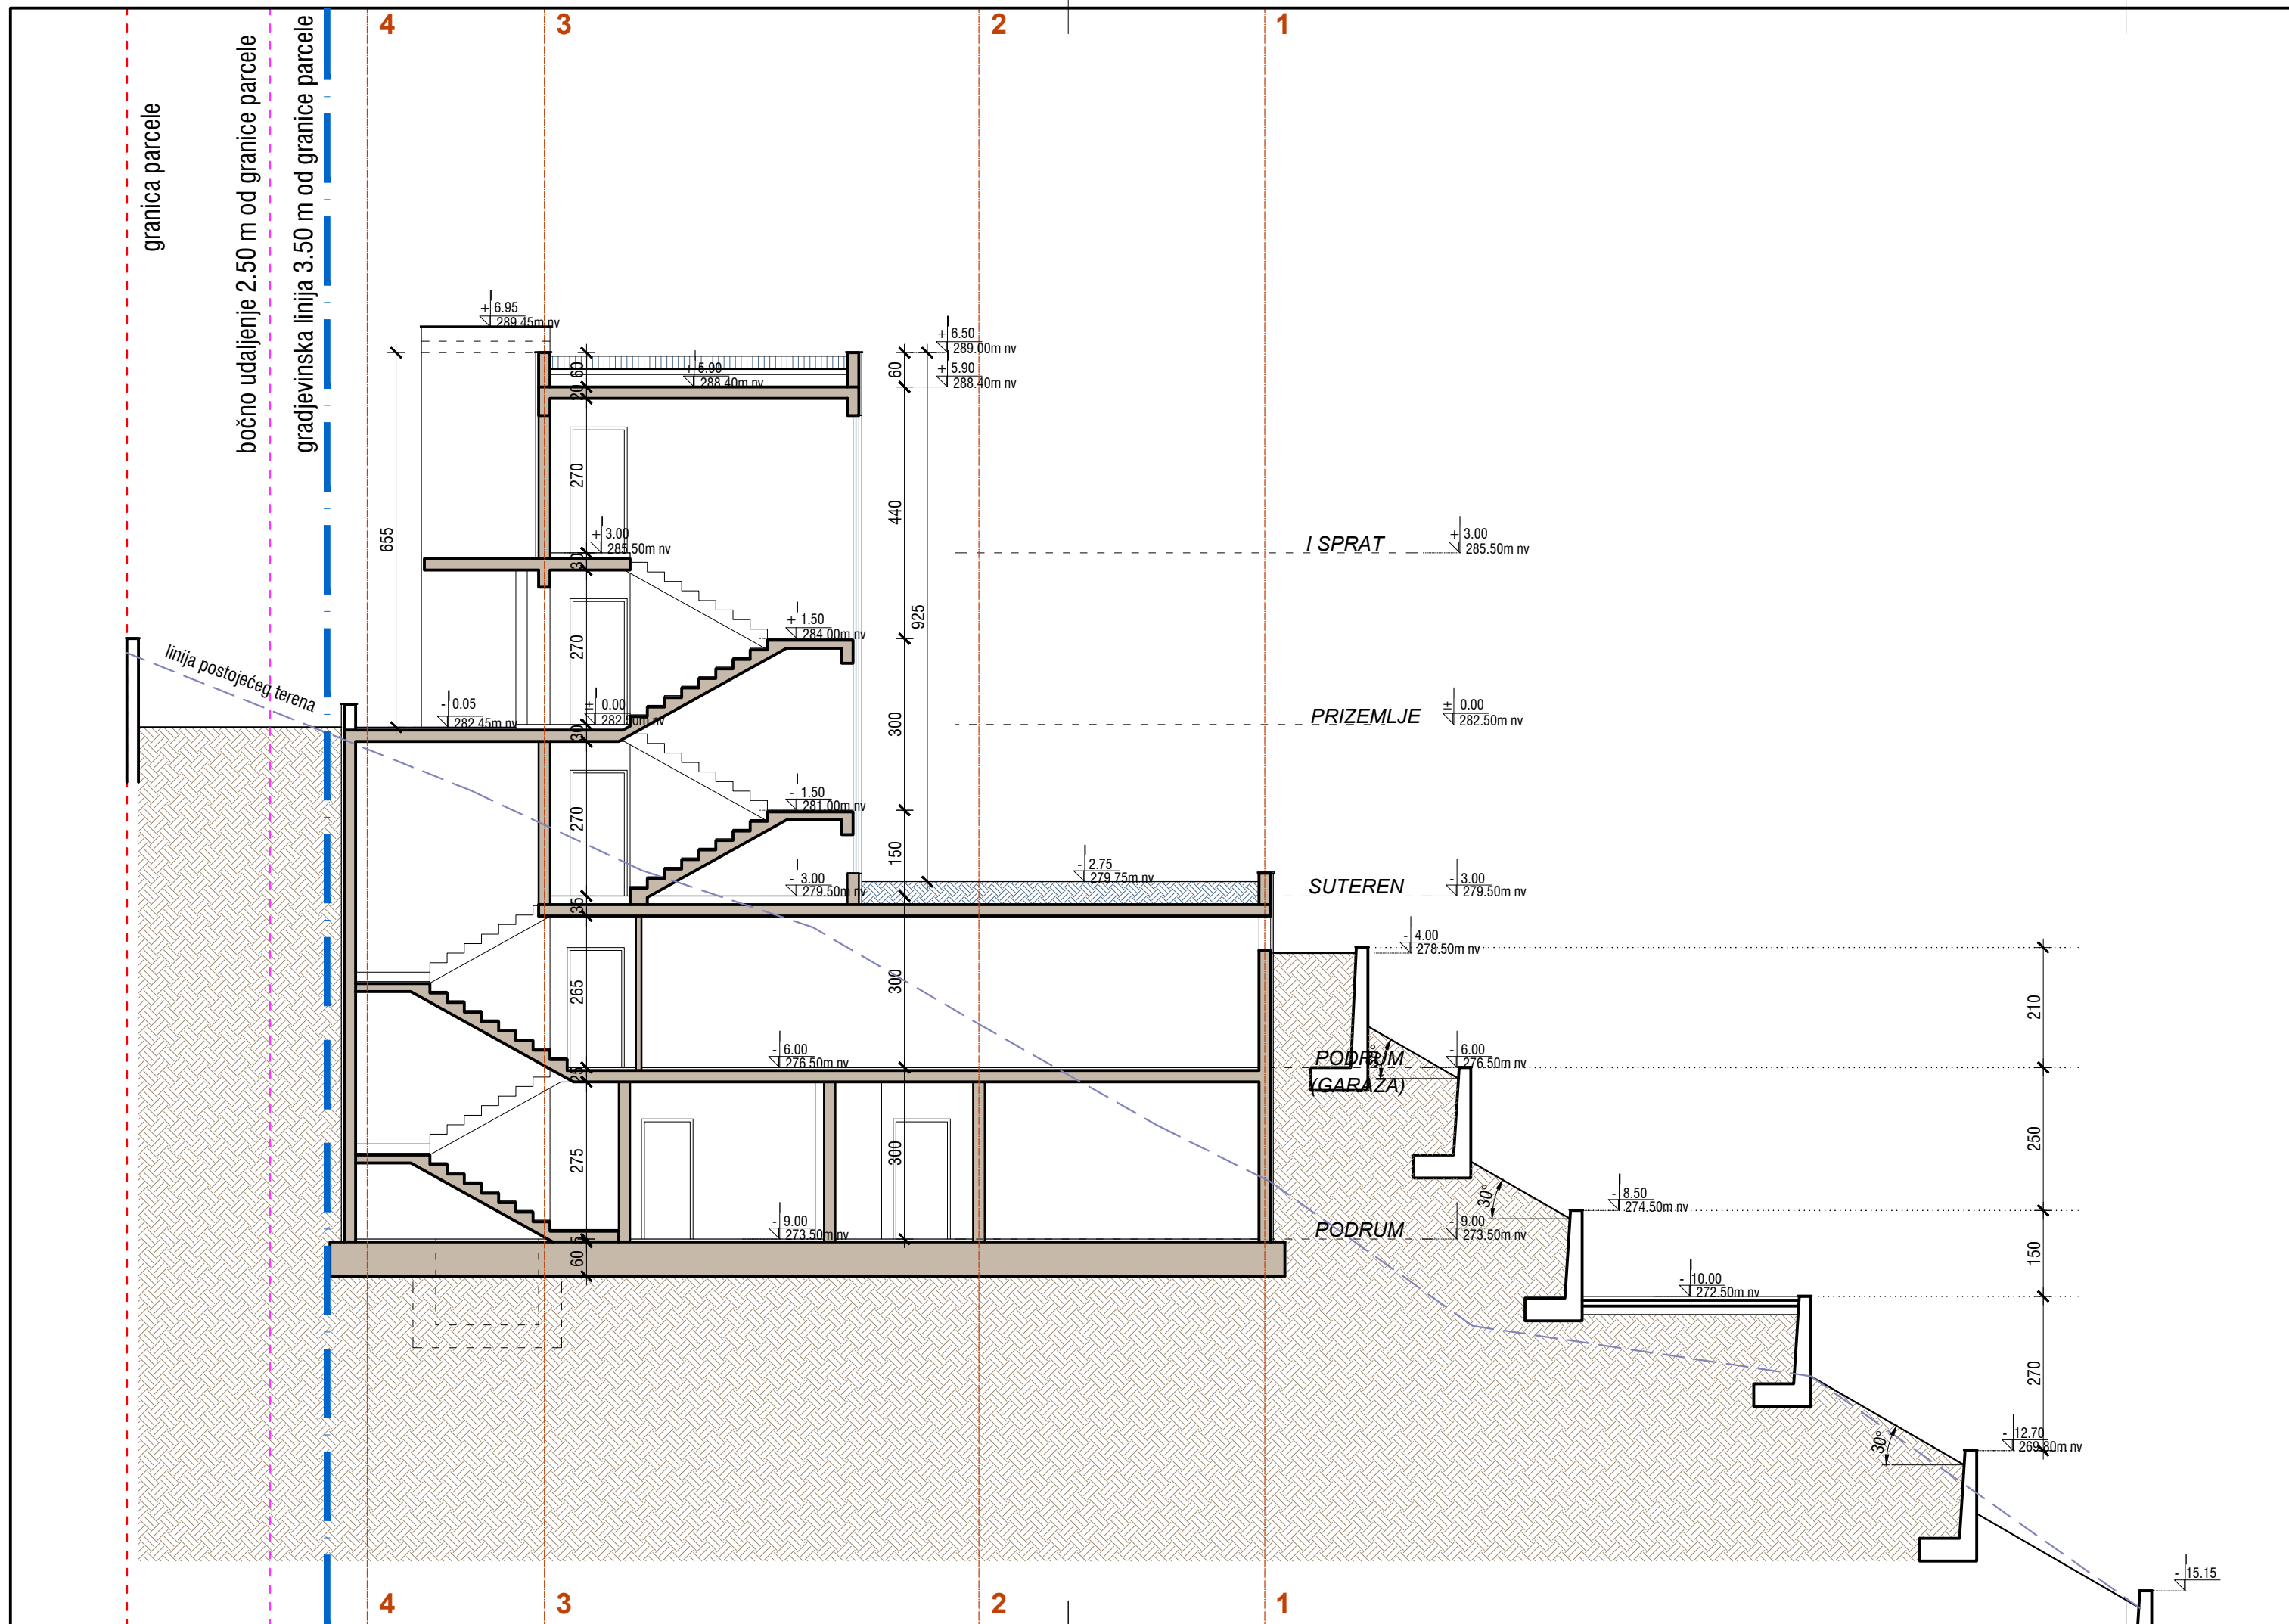 4
3
2
1
granica parcele
bočno udaljenje 2.50 m od granice parcele
gradjevinska linija 3.50 m od granice parcele
+ 6.95
289.45m nv
+ 6.50
289.00m nv
+ 5.90
288.40m nv
+ 5.90
288.40m nv
60
20
60
270
440
655
925
+ 3.00
285.50m nv
30
I SPRAT
+ 3.00
285.50m nv
270
+ 1.50
284.00m nv
linija postojećeg terena
- 0.05
282.45m nv
± 0.00
282.50m nv
30
300
PRIZEMLJE
± 0.00
282.50m nv
270
- 1.50
281.00m nv
150
- 3.00
279.50m nv
35
- 2.75
279.75m nv
SUTEREN
- 3.00
279.50m nv
- 4.00
278.50m nv
265
300
210
- 6.00
276.50m nv
25
PODRUM
(GARAŽA)
30°
- 6.00
276.50m nv
275
300
250
30°
- 8.50
274.50m nv
- 9.00
273.50m nv
PODRUM
- 9.00
273.50m nv
5
60
150
- 10.00
272.50m nv
270
30°
- 12.70
269.80m nv
- 15.15
4
3
2
1